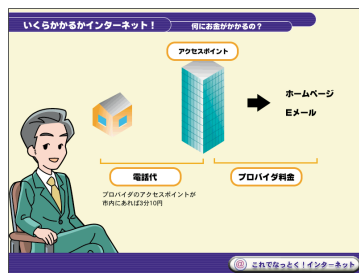 いくらかかるかインターネット！
何にお金がかかるの？
アクセスポイント
ホームページ
Eメール
電話代
プロバイダ料金
プロバイダのアクセスポイントが
市内にあれば3分10円
@ これでなっとく！インターネット